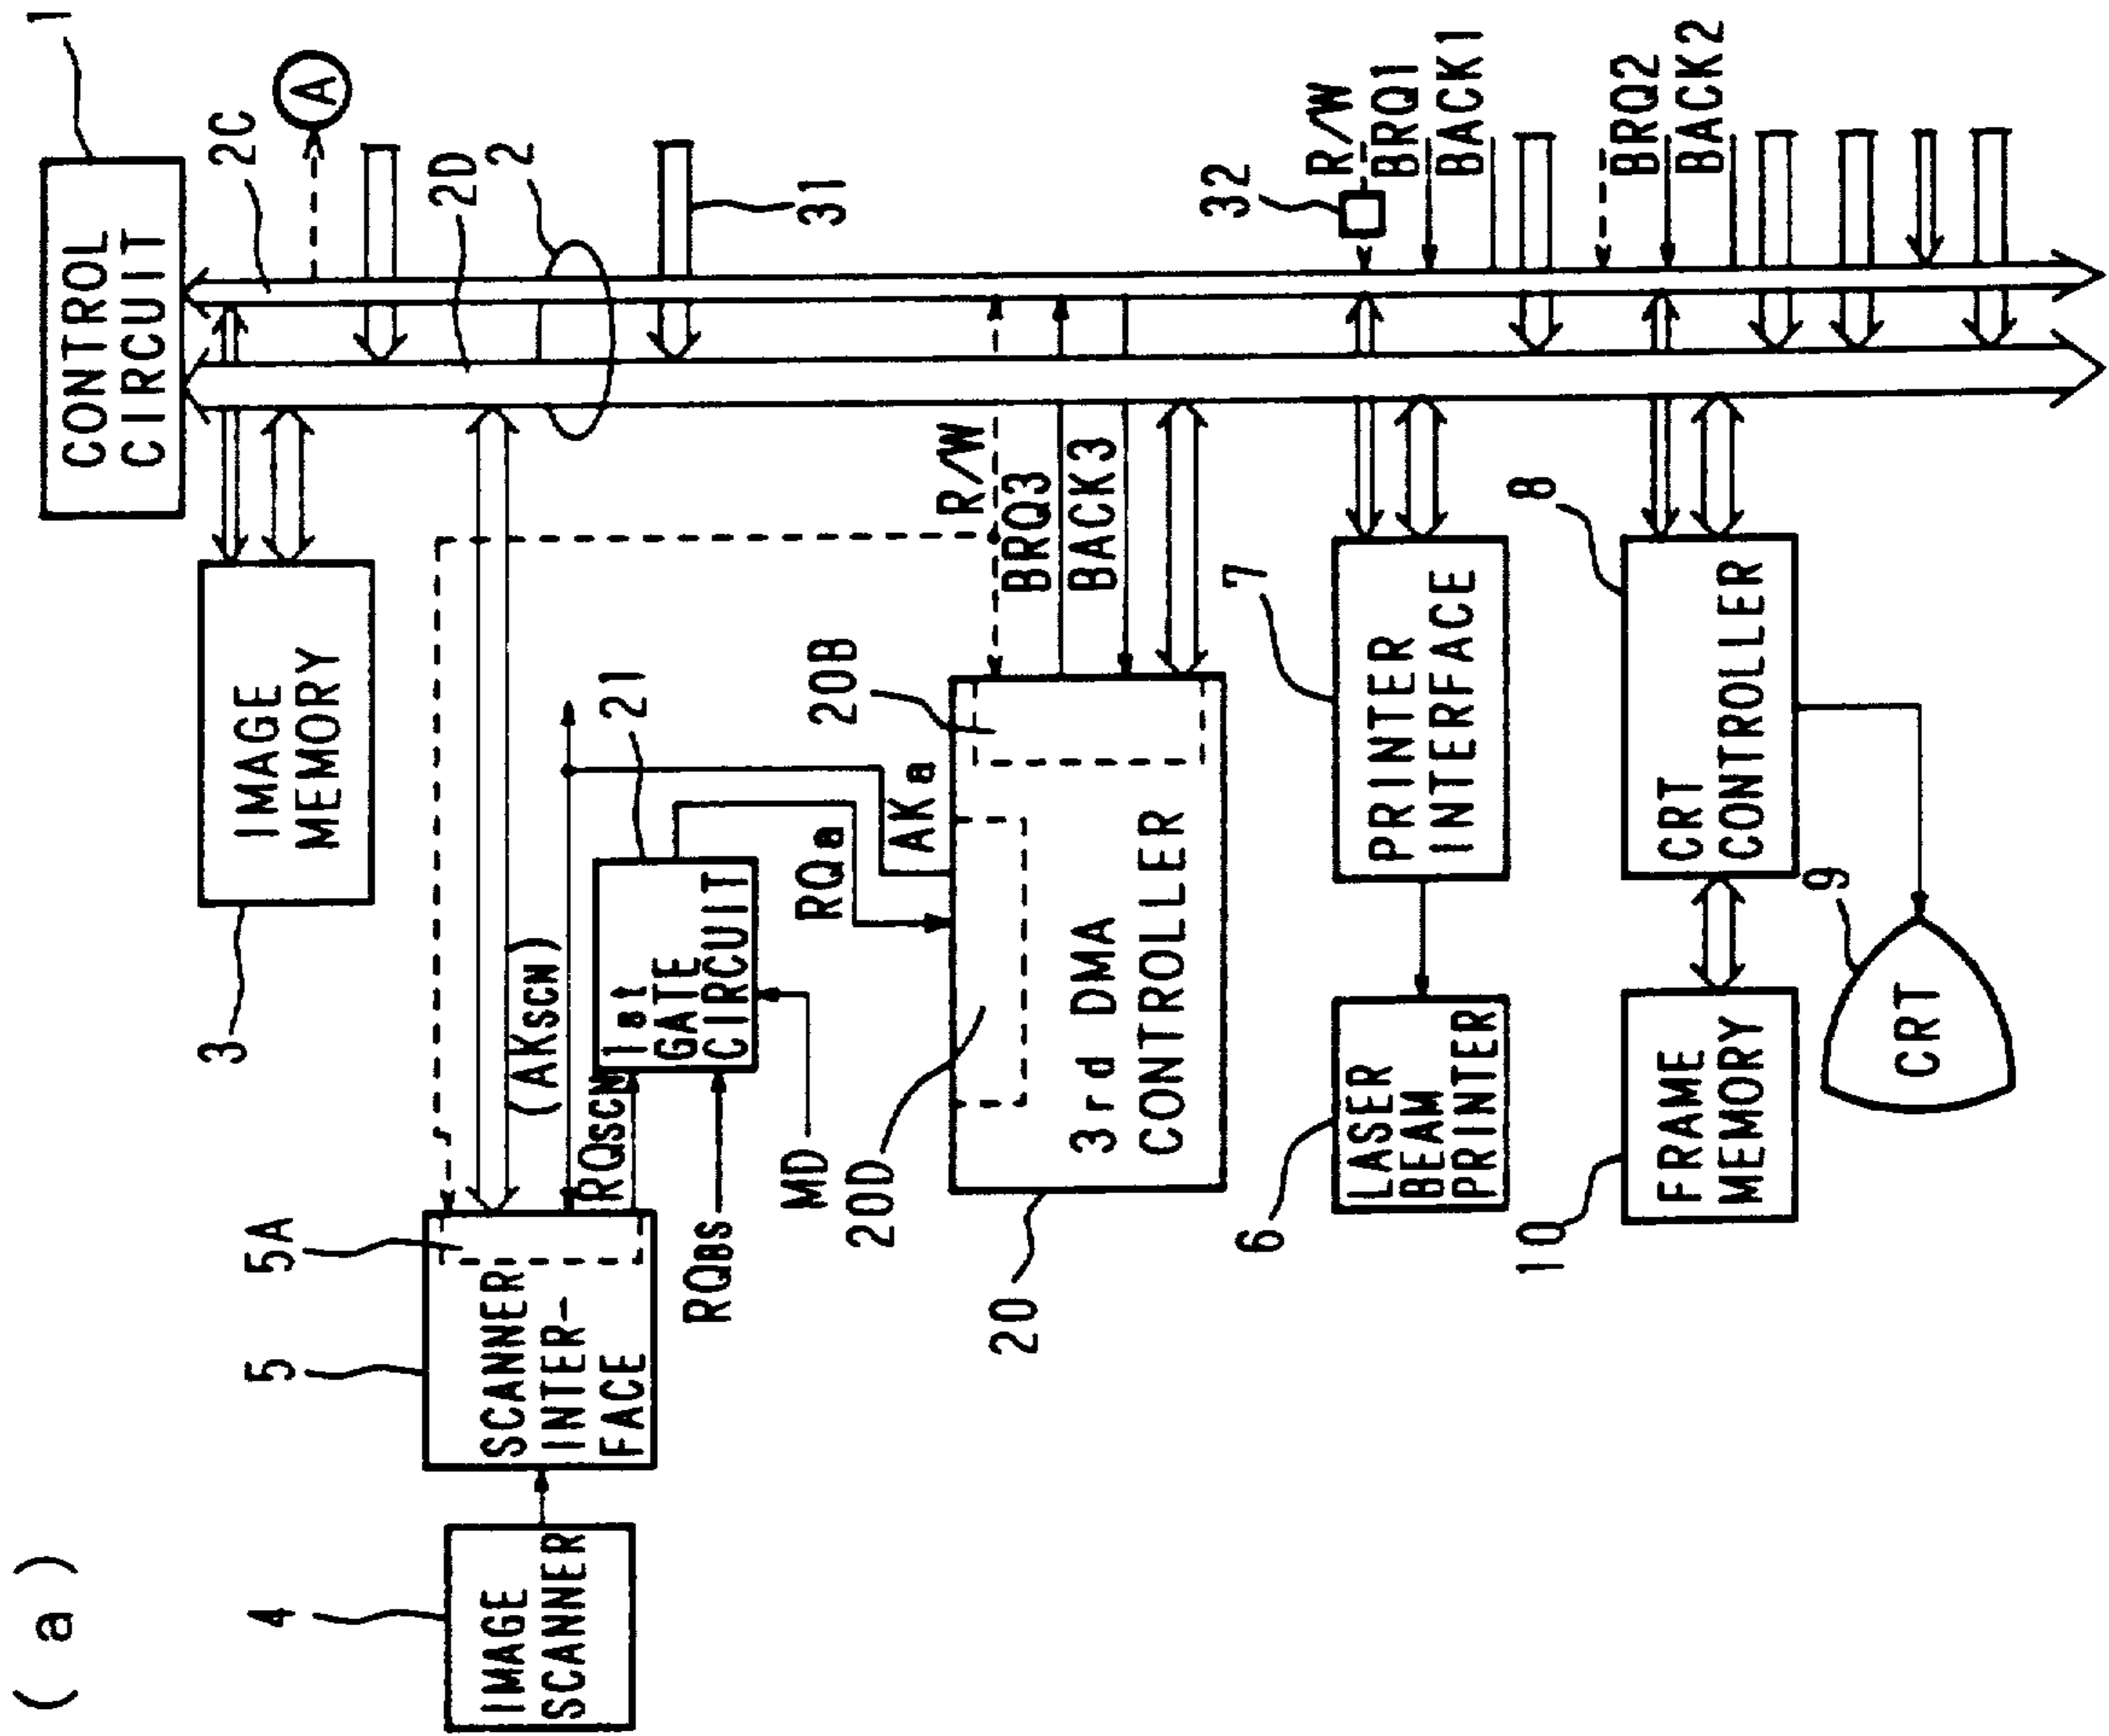 (a)
1
CONTROL
CIRCUIT
2C
A
2D
2
31
3
IMAGE
MEMORY
4
IMAGE
SCANNER
5
5A
SCANNER
INTER-
FACE
(AKSCN)
RQSCN
RQBS
MD
21
1st
GATE
CIRCUIT
RQa
AKa
20
20D
20B
3rd DMA
CONTROLLER
R/W
BRQ3
BACK3
32
R/W
BRQ1
BACK1
BRQ2
BACK2
6
LASER
BEAM
PRINTER
7
PRINTER
INTERFACE
8
CRT
CONTROLLER
9
CRT
10
FRAME
MEMORY